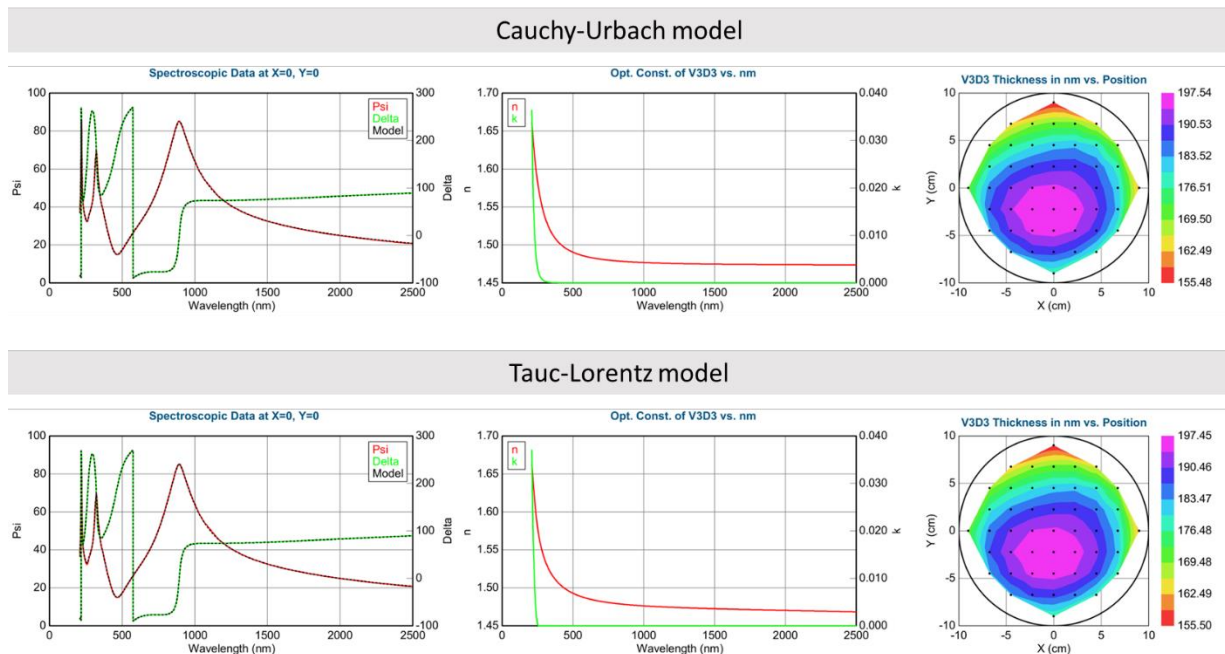 Cauchy-Urbach model
Spectroscopic Data at X=0, Y=0
Psi
100
80
60
40
20
0
300
200
100
0
-100
Delta
Psi
Delta
Model
0 500 1000 1500 2000 2500
Wavelength (nm)
Opt. Const. of V3D3 vs. nm
n
1.70
1.65
1.60
1.55
1.50
1.45
0.040
0.030
0.020
0.010
0.000
k
n
k
0 500 1000 1500 2000 2500
Wavelength (nm)
V3D3 Thickness in nm vs. Position
Y (cm)
10
5
0
-5
-10
-10 -5 0 5 10
X (cm)
197.54
190.53
183.52
176.51
169.50
162.49
155.48
Tauc-Lorentz model
Spectroscopic Data at X=0, Y=0
Psi
100
80
60
40
20
0
300
200
100
0
-100
Delta
Psi
Delta
Model
0 500 1000 1500 2000 2500
Wavelength (nm)
Opt. Const. of V3D3 vs. nm
n
1.70
1.65
1.60
1.55
1.50
1.45
0.040
0.030
0.020
0.010
0.000
k
n
k
0 500 1000 1500 2000 2500
Wavelength (nm)
V3D3 Thickness in nm vs. Position
Y (cm)
10
5
0
-5
-10
-10 -5 0 5 10
X (cm)
197.45
190.46
183.47
176.48
169.48
162.49
155.50